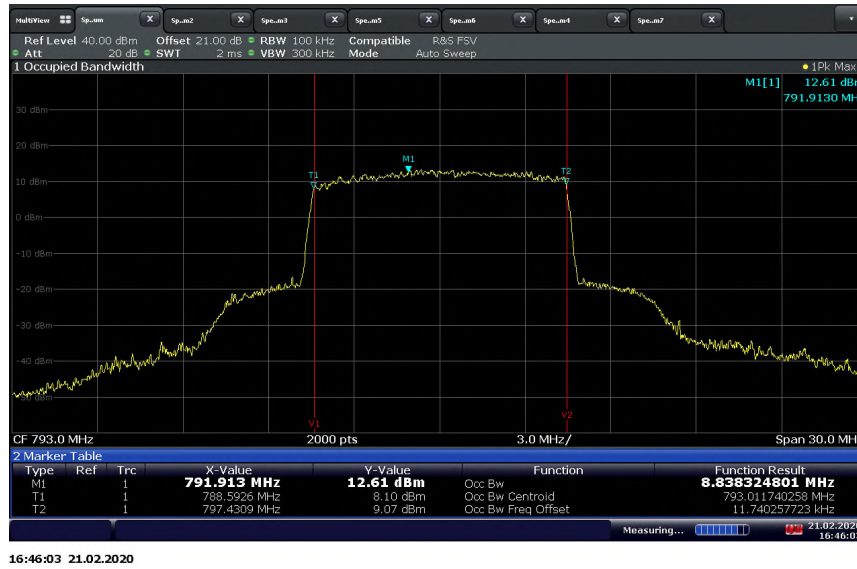 MultiView Sp..um X Sp..m2 X Spe..m3 X Spe..m5 X Spe..m6 X Spe..m4 X Spe..m7 X
Ref Level 40.00 dBm Offset 21.00 dB RBW 100 kHz Compatible R&S FSV
Att 20 dB SWT 2 ms VBW 300 kHz Mode Auto Sweep
1 Occupied Bandwidth 1Pk Max
M1[1] 12.61 dB
791.9130 MH
30 dBm
20 dBm
M1
T1 T2
10 dBm
0 dBm
-10 dBm
-20 dBm
-30 dBm
-40 dBm
-50 dBm
V1 V2
CF 793.0 MHz 2000 pts 3.0 MHz/ Span 30.0 MH
2 Marker Table
Type Ref Trc X-Value Y-Value Function Function Result
M1 1 791.913 MHz 12.61 dBm Occ Bw 8.838324801 MHz
T1 1 788.5926 MHz 8.10 dBm Occ Bw Centroid 793.011740258 MHz
T2 1 797.4309 MHz 9.07 dBm Occ Bw Freq Offset 11.740257723 kHz
Measuring... 21.02.2020
16:46:03
16:46:03 21.02.2020